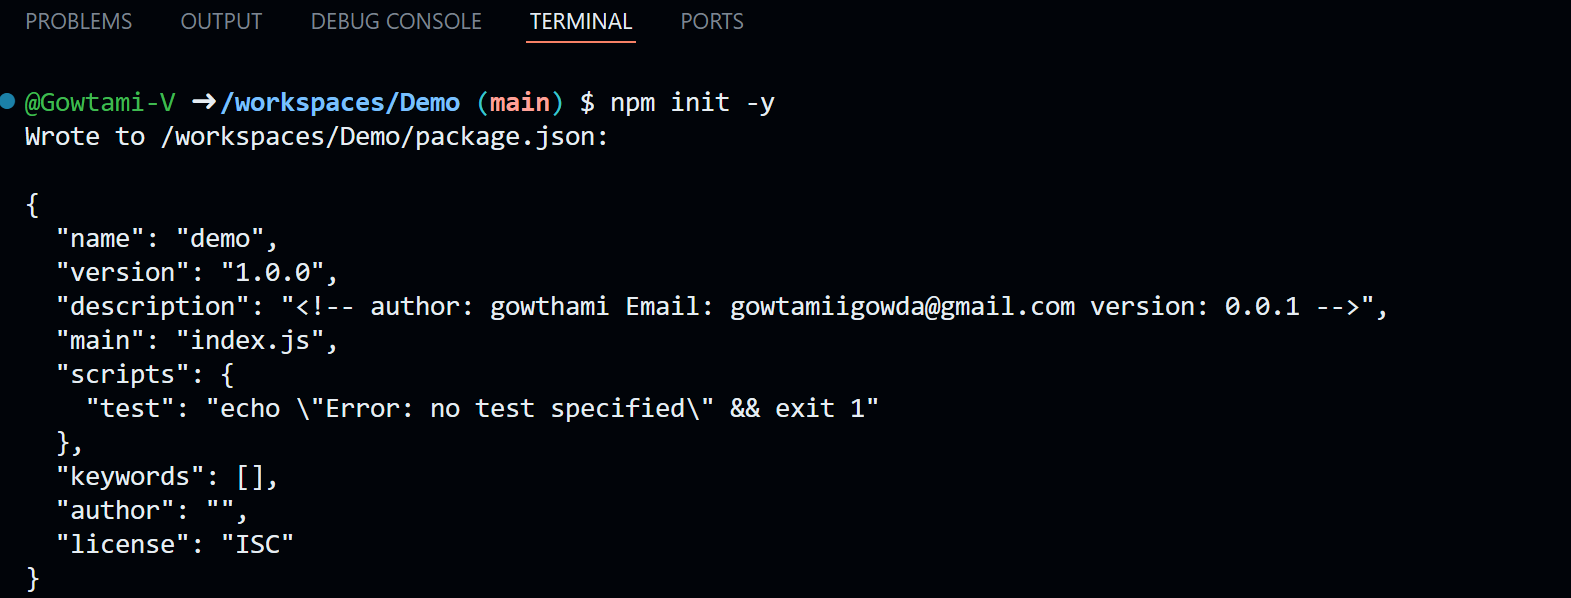 PROBLEMS OUTPUT DEBUG CONSOLE TERMINAL PORTS
@Gowtami-V ➜/workspaces/Demo (main) $ npm init -y
Wrote to /workspaces/Demo/package.json:
{
"name": "demo",
"version": "1.0.0",
"description": "<!-- author: gowthami Email: gowtamiigowda@gmail.com version: 0.0.1 -->",
"main": "index.js",
"scripts": {
"test": "echo \"Error: no test specified\" && exit 1"
},
"keywords": [],
"author": "",
"license": "ISC"
}